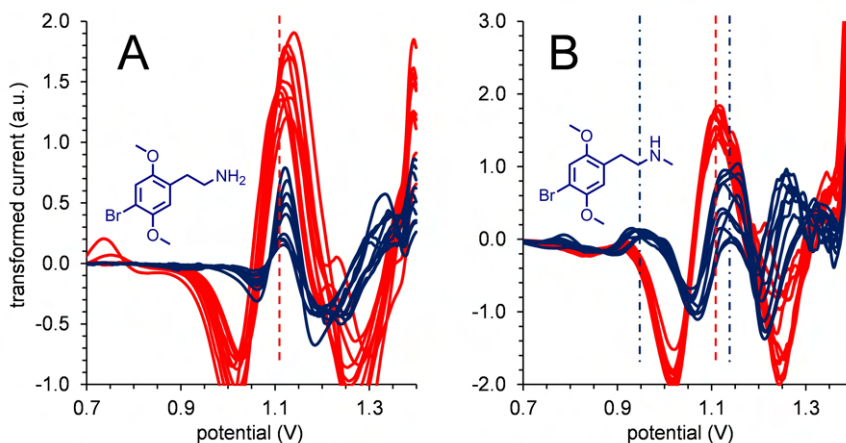 A
B
transformed current (a.u.)
2.0
1.5
1.0
0.5
0.0
-0.5
-1.0
0.7
0.9
1.1
1.3
potential (V)
O
NH₂
Br
O
3.0
2.0
1.0
0.0
-1.0
-2.0
0.7
0.9
1.1
1.3
potential (V)
O
H
N
Br
O